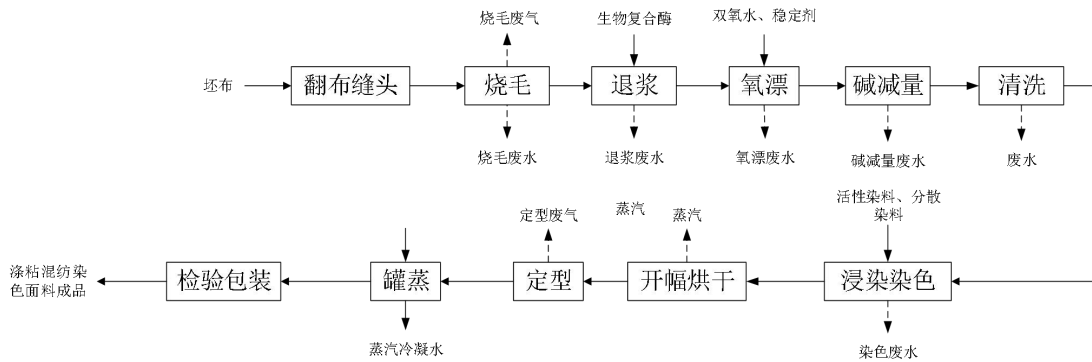 烧毛废气
生物复合酶
双氧水、稳定剂
坯布
翻布缝头
烧毛
退浆
氧漂
碱减量
清洗
烧毛废水
退浆废水
氧漂废水
碱减量废水
废水
定型废气
蒸汽
蒸汽
活性染料、分散
染料
涤粘混纺染
色面料成品
检验包装
罐蒸
定型
开幅烘干
浸染染色
蒸汽冷凝水
染色废水